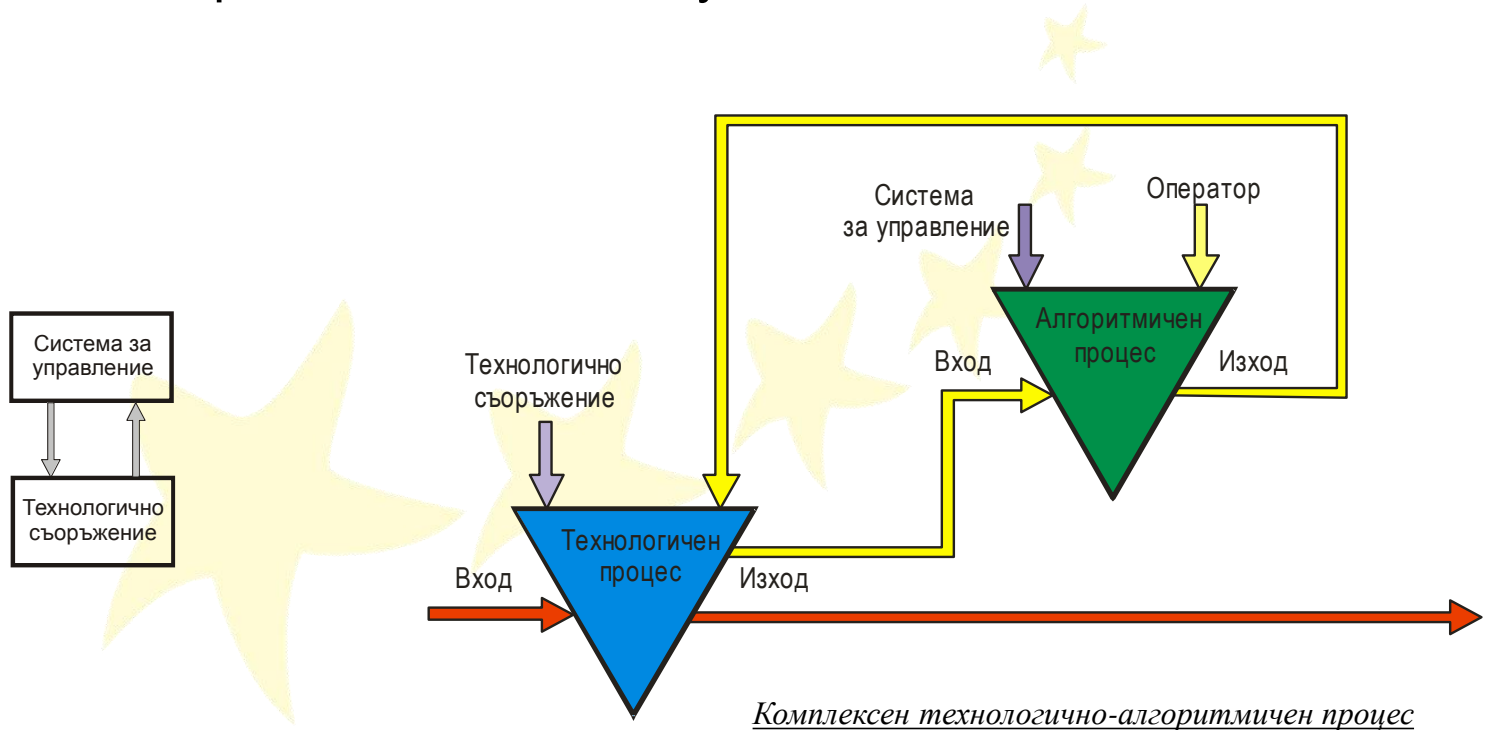 Система за
управление
Технологично
съоръжение
Технологично
съоръжение
Система
за управление
Оператор
Алгоритмичен
процес
Вход
Изход
Технологичен
процес
Вход
Изход
Комплексен технологично-алгоритмичен процес